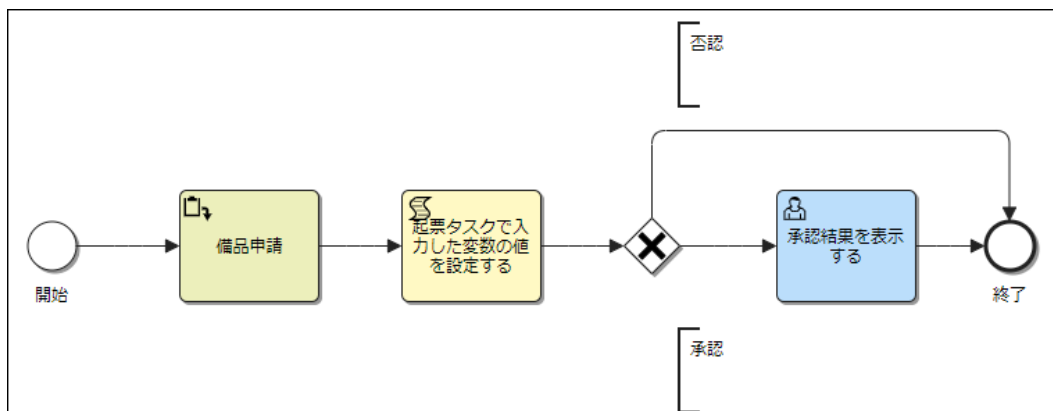 否認
備品申請
起票タスクで入
力した変数の値
を設定する
承認結果を表示
する
開始
終了
承認